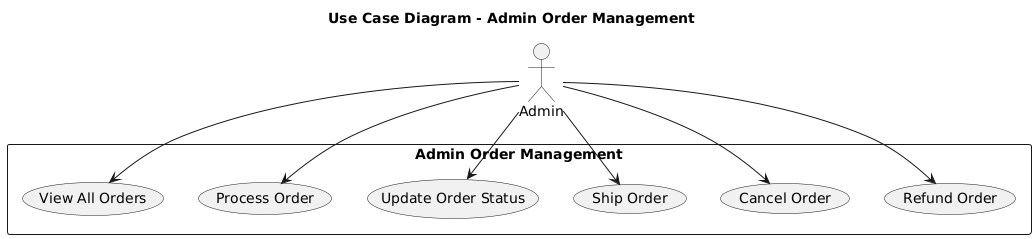 Use Case Diagram - Admin Order Management
Admin
Admin Order Management
View All Orders
Process Order
Update Order Status
Ship Order
Cancel Order
Refund Order